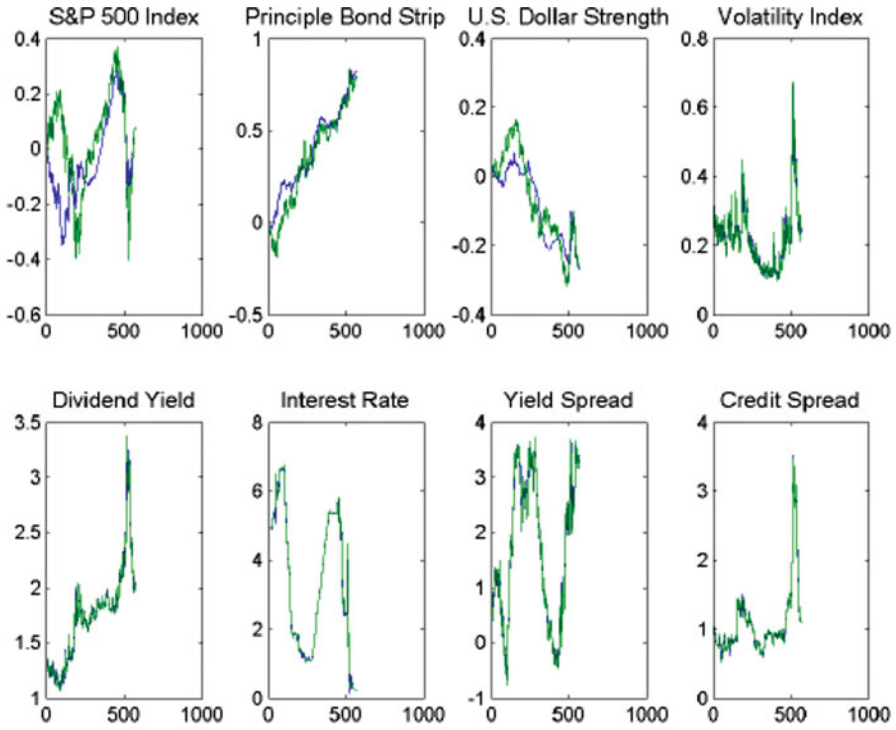 S&P 500 Index
Principle Bond Strip
U.S. Dollar Strength
Volatility Index
0.4
0.2
0
-0.2
-0.4
-0.6
0 500 1000
1
0.5
0
-0.5
0 500 1000
0.4
0.2
0
-0.2
-0.4
0 500 1000
0.8
0.6
0.4
0.2
0
0 500 1000
Dividend Yield
Interest Rate
Yield Spread
Credit Spread
3.5
3
2.5
2
1.5
1
0 500 1000
8
6
4
2
0
0 500 1000
4
3
2
1
0
-1
0 500 1000
4
3
2
1
0
0 500 1000